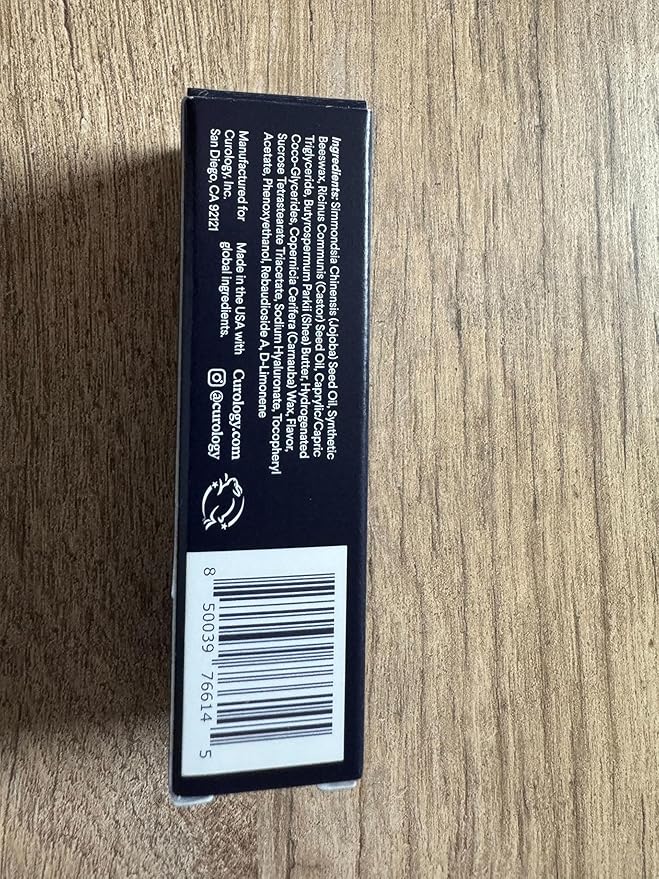 Ingredients: Simmondsia Chinensis (Jojoba) Seed Oil, Synthetic
Beeswax, Ricinus Communis (Castor) Seed Oil, Caprylic/Capric
Triglyceride, Butyrospermum Parkii (Shea) Butter, Hydrogenated
Coco-Glycerides, Copernicia Cerifera (Carnauba) Wax, Flavor,
Sucrose Tetrastearate Triacetate, Sodium Hyaluronate, Tocopheryl
Acetate, Phenoxyethanol, Rebaudioside A, D-Limonene
Manufactured for
Curology, Inc.
San Diego, CA 92121
Made in the USA with
global ingredients.
Curology.com
@curology
8 50039 76614 5